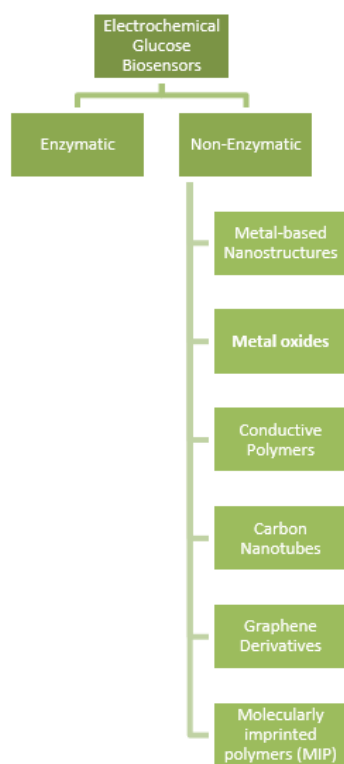 Electrochemical
Glucose
Biosensors
Enzymatic
Non-Enzymatic
Metal-based
Nanostructures
Metal oxides
Conductive
Polymers
Carbon
Nanotubes
Graphene
Derivatives
Molecularly
imprinted
polymers (MIP)